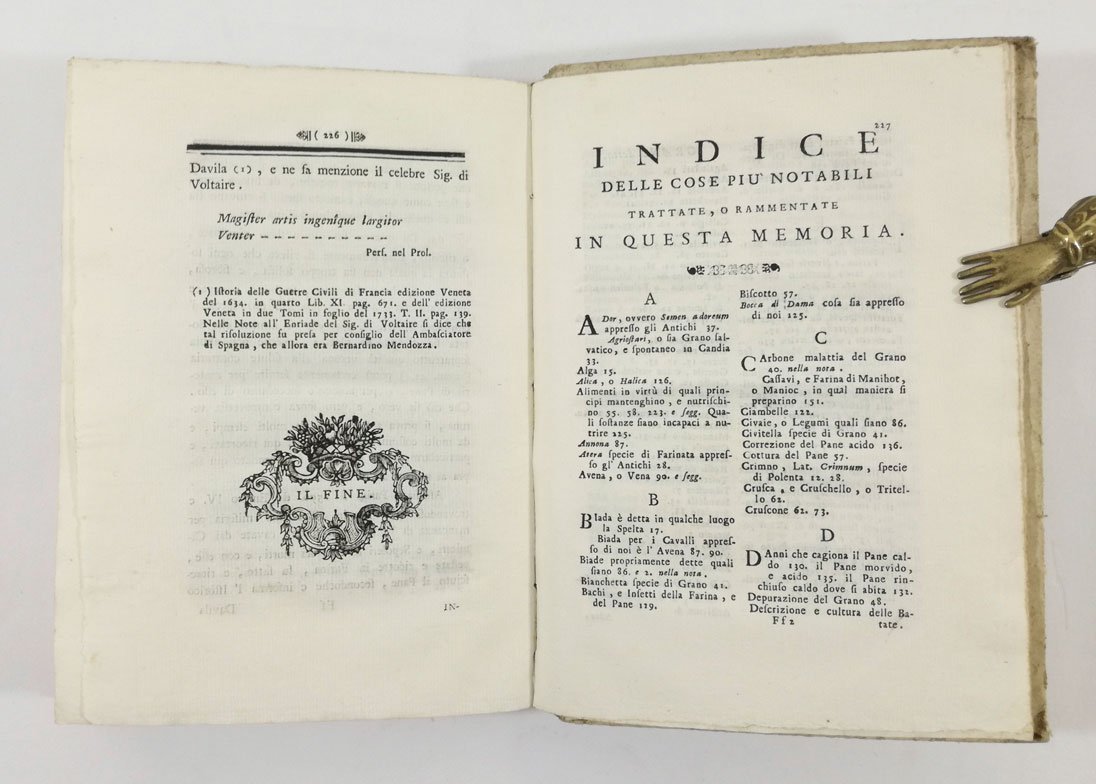 ( 226 )
Davila (1) , e ne fa menzione il celebre Sig. di
Voltaire .
Magiſter artis ingenîque largitor
Venter - - - - - - - - - -
Perſ. nel Prol.
(1) Iſtoria delle Guerre Civili di Francia edizione Veneta
del 1634. in quarto Lib. XI. pag. 671. e dell' edizione
Veneta in due Tomi in foglio del 1733. T. II. pag. 139.
Nelle Note all' Enriade del Sig. di Voltaire ſi dice che
tal riſoluzione fu preſa per conſiglio dell' Ambaſciatore
di Spagna , che allora era Bernardino Mendozza.
IL FINE.
IN-
227
INDICE
DELLE COSE PIU' NOTABILI
TRATTATE, O RAMMENTATE
IN QUESTA MEMORIA.
A
ADor, ovvero Semen adoreum
appreſſo gli Antichi 37.
Agrioſtari, o ſia Grano ſal-
vatico, e ſpontaneo in Candia
33.
Alga 15.
Alica, o Halica 126.
Alimenti in virtù di quali prin-
cipj mantenghino, e nutriſchi-
no 55. 58. 223. e ſegg. Qua-
li ſoſtanze ſiano incapaci a nu-
trire 225.
Annona 87.
Atera ſpecie di Farinata appreſ-
ſo gl' Antichi 28.
Avena, o Vena 90. e ſegg.
B
BIada è detta in qualche luogo
la Spelta 17.
Biada per i Cavalli appreſ-
ſo di noi è l' Avena 87. 90.
Biade propriamente dette quali
ſiano 86. e 2. nella nota.
Bianchetta ſpecie di Grano 41.
Bachi, e Inſetti della Farina, e
del Pane 129.
Biſcotto 57.
Bocca di Dama coſa ſia appreſſo
di noi 125.
C
CArbone malattia del Grano
40. nella nota.
Caſſavi, e Farina di Manihot,
o Manioc, in qual maniera ſi
preparino 151.
Ciambelle 122.
Civaie, o Legumi quali ſiano 86.
Civitella ſpecie di Grano 41.
Correzione del Pane acido 136.
Cottura del Pane 57.
Crimno, Lat. Crimnum, ſpecie
di Polenta 12. 28.
Cruſca, e Cruſchello, o Tritel-
lo 62.
Cruſcone 62. 73.
D
DAnni che cagiona il Pane cal-
do 130. il Pane morvido,
e acido 135. il Pane rin-
chiuſo caldo dove ſi abita 132.
Depurazione del Grano 48.
Deſcrizione e cultura delle Ba-
Ff2
tate.